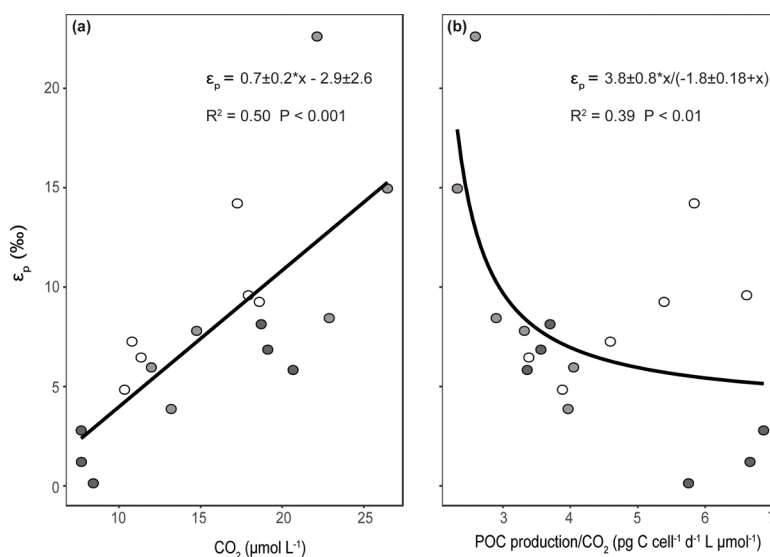 (a)
εp = 0.7±0.2*x - 2.9±2.6
R² = 0.50 P < 0.001
(b)
εp = 3.8±0.8*x/(-1.8±0.18+x)
R² = 0.39 P < 0.01
εp (‰)
20
15
10
5
0
10 15 20 25
CO₂ (µmol L⁻¹)
3 4 5 6 7
POC production/CO₂ (pg C cell⁻¹ d⁻¹ L µmol⁻¹)